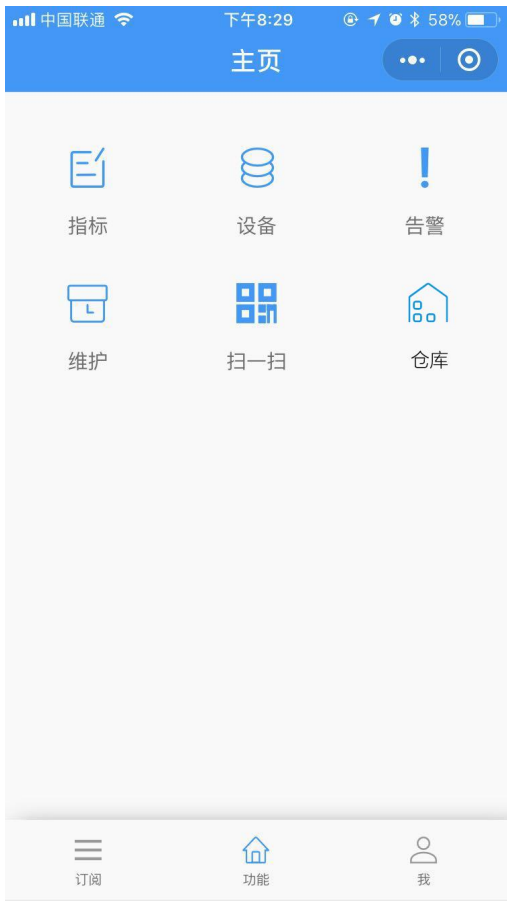 中国联通 下午8:29 58%
主页
指标 设备 告警
维护 扫一扫 仓库
订阅 功能 我